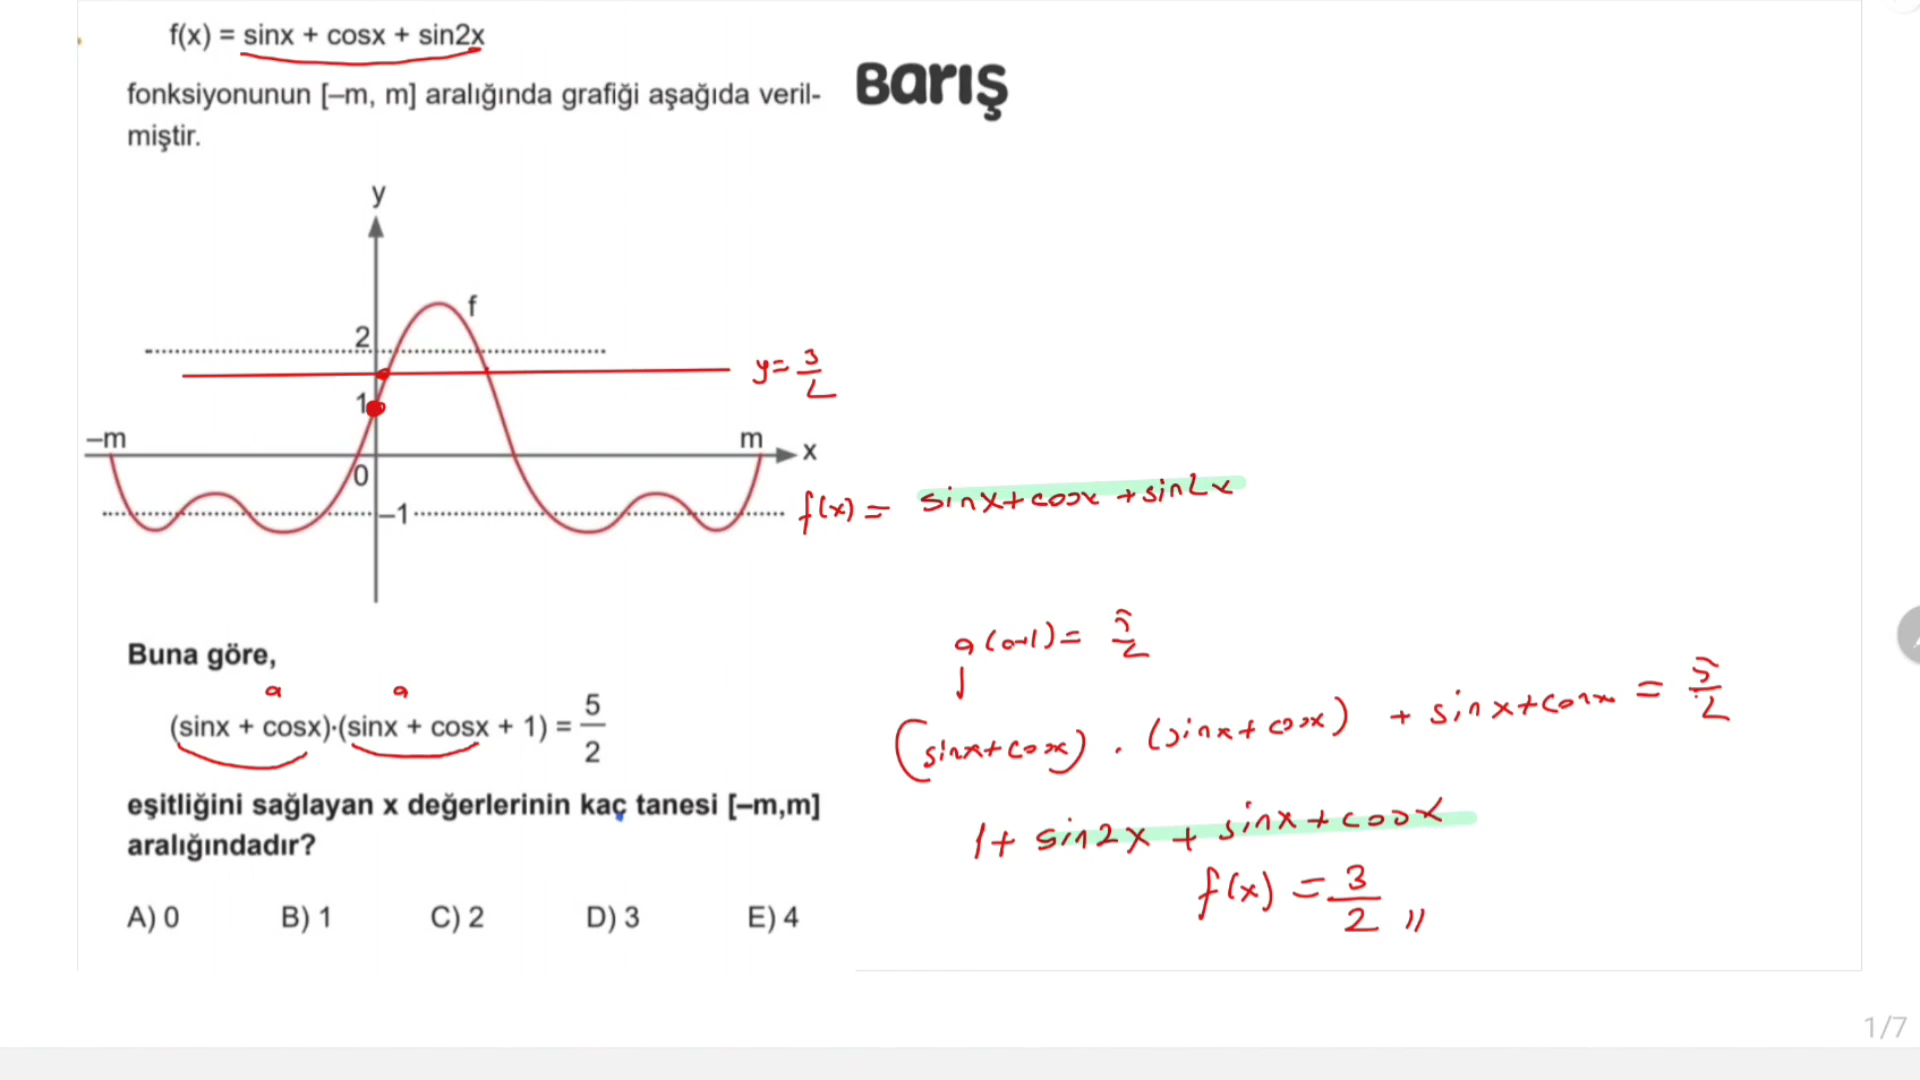 f(x) = sinx + cosx + sin2x
fonksiyonunun [–m, m] aralığında grafiği aşağıda veril-
miştir.
Barış
y
f
2
y = 3/2
1
–m
m
x
0
–1
f(x) = sinx+cosx +sin2x
Buna göre,
a a
(sinx + cosx)·(sinx + cosx + 1) = 5/2
eşitliğini sağlayan x değerlerinin kaç tanesi [–m,m]
aralığındadır?
A) 0 B) 1 C) 2 D) 3 E) 4
a(a+1) = 5/2
(sinx+cosx) . (sinx+cosx) + sinx+cosx = 5/2
1+ sin2x + sinx+cosx
f(x) = 3/2 //
1/7